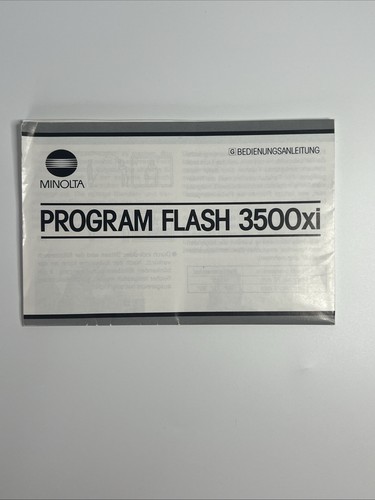 G BEDIENUNGSANLEITUNG
MINOLTA
PROGRAM FLASH 3500xi